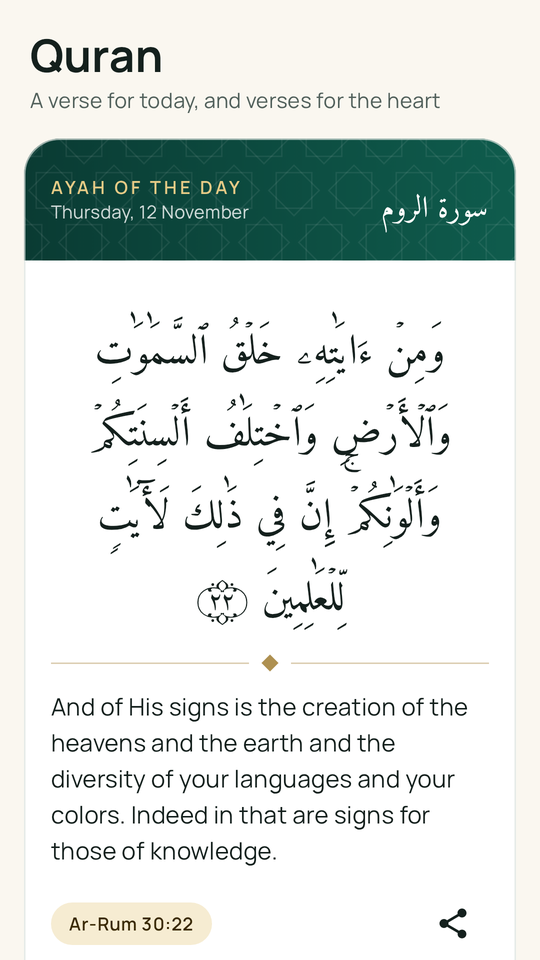 Quran
A verse for today, and verses for the heart
AYAH OF THE DAY
Thursday, 12 November
سورة الروم
وَمِنْ ءَايَٰتِهِۦ خَلْقُ ٱلسَّمَٰوَٰتِ
وَٱلْأَرْضِ وَٱخْتِلَٰفُ أَلْسِنَتِكُمْ
وَأَلْوَٰنِكُمْ ۚ إِنَّ فِي ذَٰلِكَ لَأٓيَٰتٍ
لِّلْعَٰلِمِينَ ٢٢
And of His signs is the creation of the
heavens and the earth and the
diversity of your languages and your
colors. Indeed in that are signs for
those of knowledge.
Ar-Rum 30:22